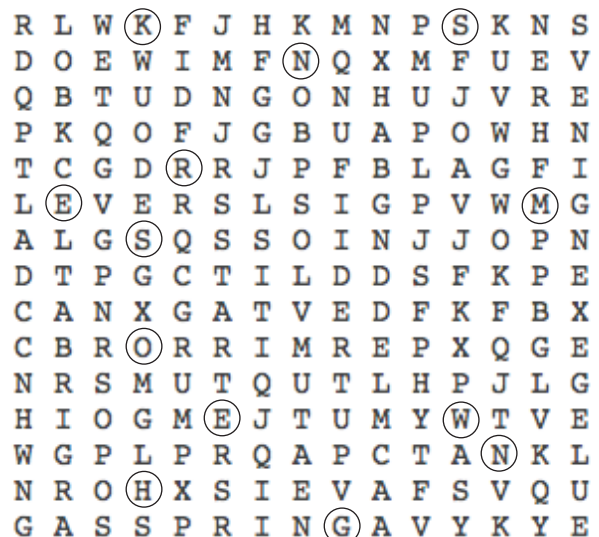 R L W K F J H K M N P S K N S
D O E W I M F N Q X M F U E V
Q B T U D N G O N H U J V R E
P K Q O F J G B U A P O W H N
T C G D R R J P F B L A G F I
L E V E R S L S I G P V W M G
A L G S Q S S O I N J J O P N
D T P G C T I L D D S F K P E
C A N X G A T V E D F K F B X
C B R O R R I M R E P X Q G E
N R S M U T Q U T L H P J L G
H I O G M E J T U M Y W T V E
W G P L P R Q A P C T A N K L
N R O H X S I E V A F S V Q U
G A S S P R I N G A V Y K Y E